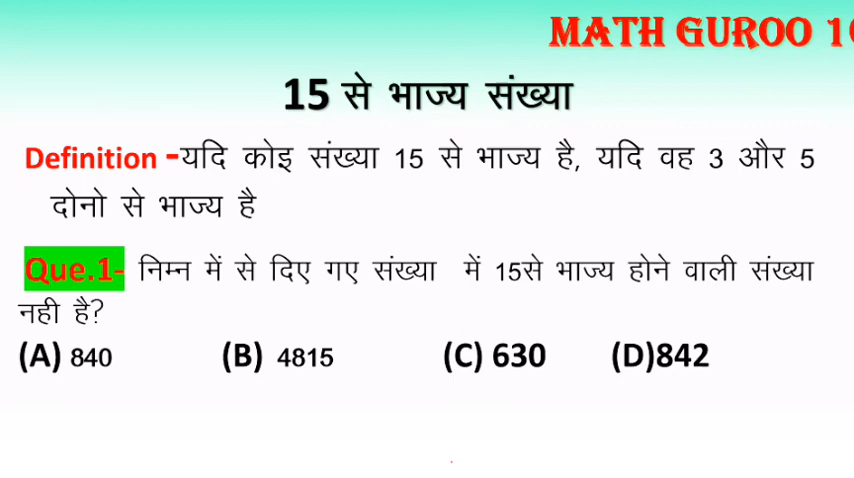 MATH GUROO 1
15 से भाज्य संख्या
Definition -यदि कोइ संख्या 15 से भाज्य है, यदि वह 3 और 5
दोनो से भाज्य है
Que.1- निम्न में से दिए गए संख्या में 15से भाज्य होने वाली संख्या
नही है?
(A) 840 (B) 4815 (C) 630 (D)842